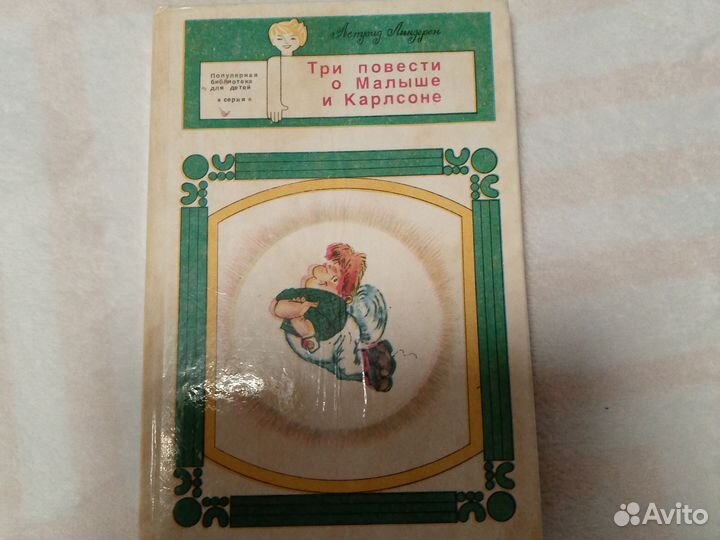 Астрид Линдгрен
Популярная
библиотека
для детей
«серия»
Три повести
о Малыше
и Карлсоне
Avito